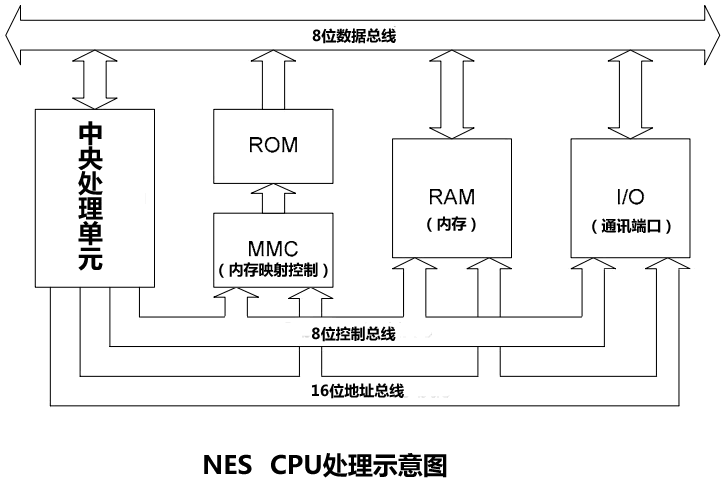 8位数据总线
中央处理单元
ROM
MMC
（内存映射控制）
RAM
（内存）
I/O
（通讯端口）
8位控制总线
16位地址总线
NES CPU处理示意图